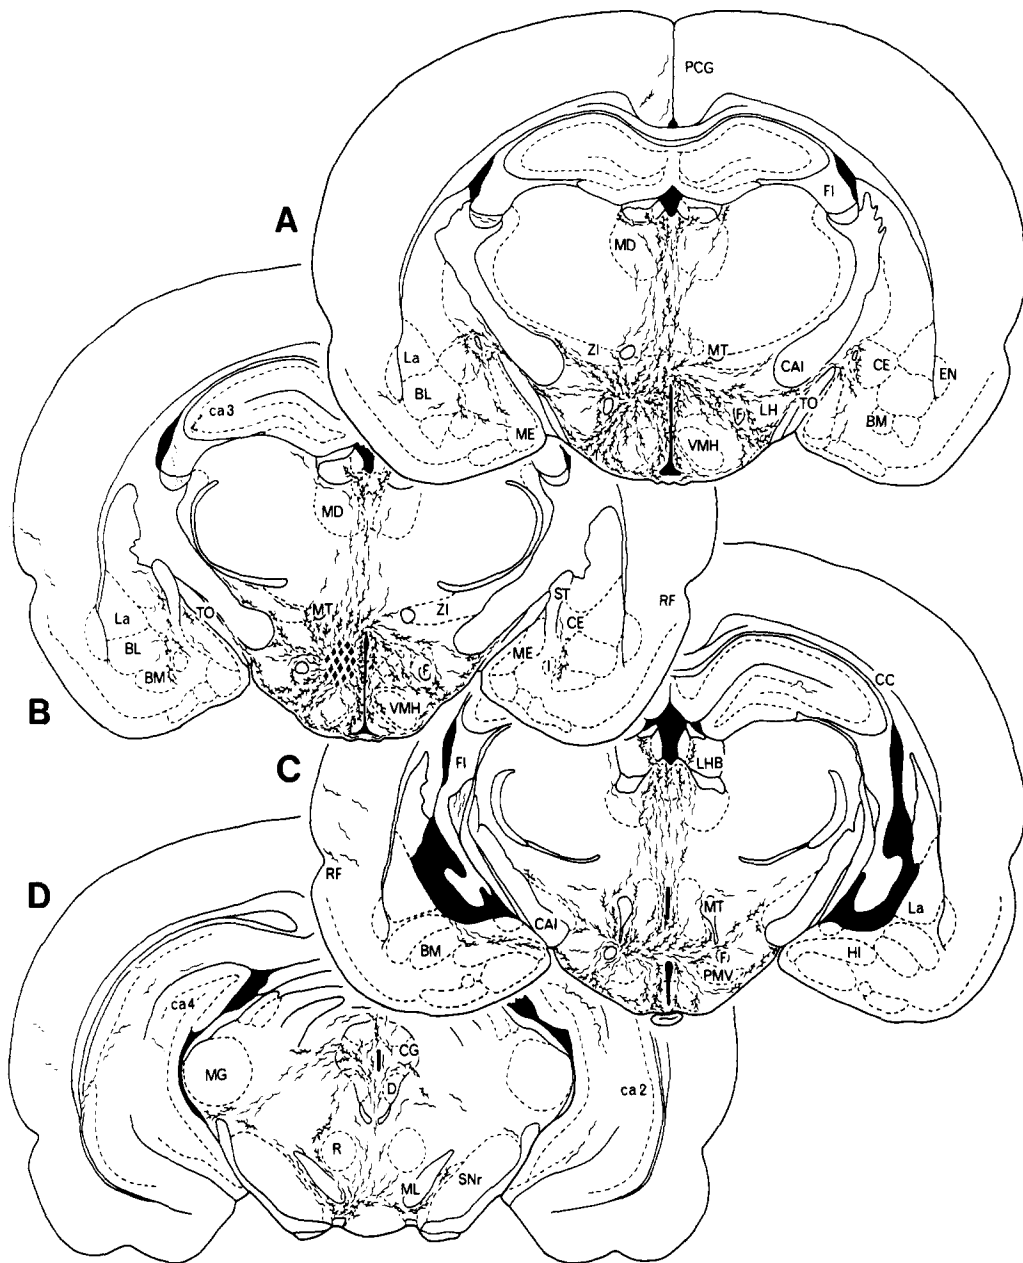 A
PCG
FI
MD
ZI
MT
CAI
La
BL
ME
F
LH
TO
VMH
CE
EN
BM
B
ca3
MD
MT
ZI
TO
La
BL
BM
F
VMH
ST
CE
ME
I
RF
C
CC
FI
LHB
RF
MT
CAI
F
PMV
BM
La
HI
D
ca4
CG
MG
D
ca2
R
ML
SNr